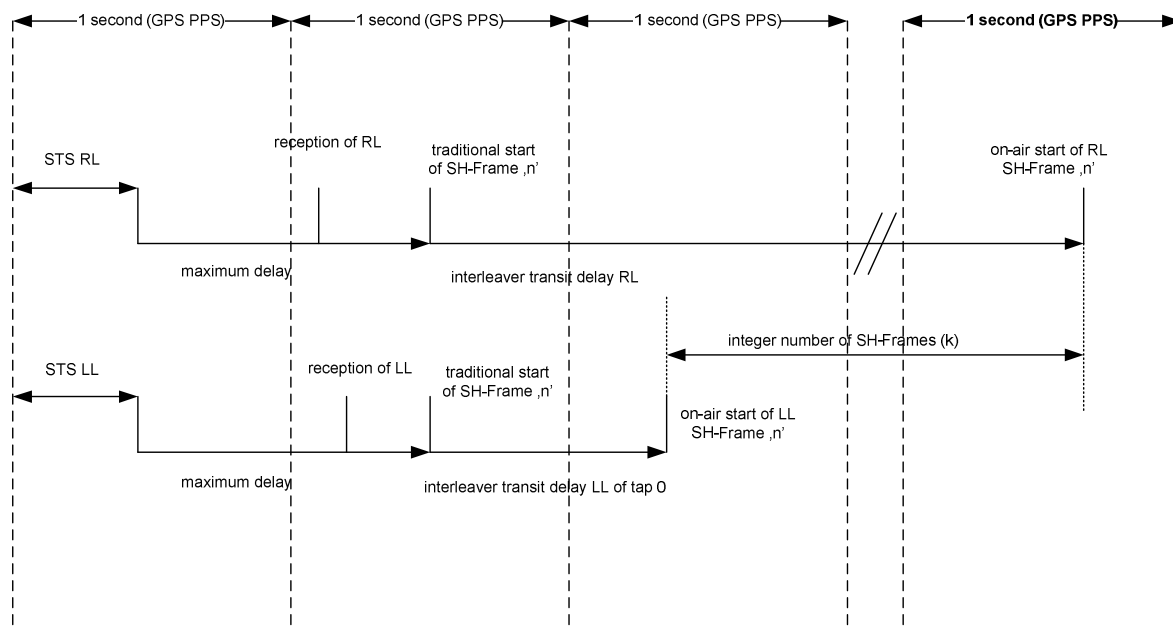 1 second (GPS PPS)
1 second (GPS PPS)
1 second (GPS PPS)
1 second (GPS PPS)
STS RL
reception of RL
traditional start
of SH-Frame ‚n’
on-air start of RL
SH-Frame ‚n’
maximum delay
interleaver transit delay RL
integer number of SH-Frames (k)
STS LL
reception of LL
traditional start
of SH-Frame ‚n’
on-air start of LL
SH-Frame ‚n’
maximum delay
interleaver transit delay LL of tap 0